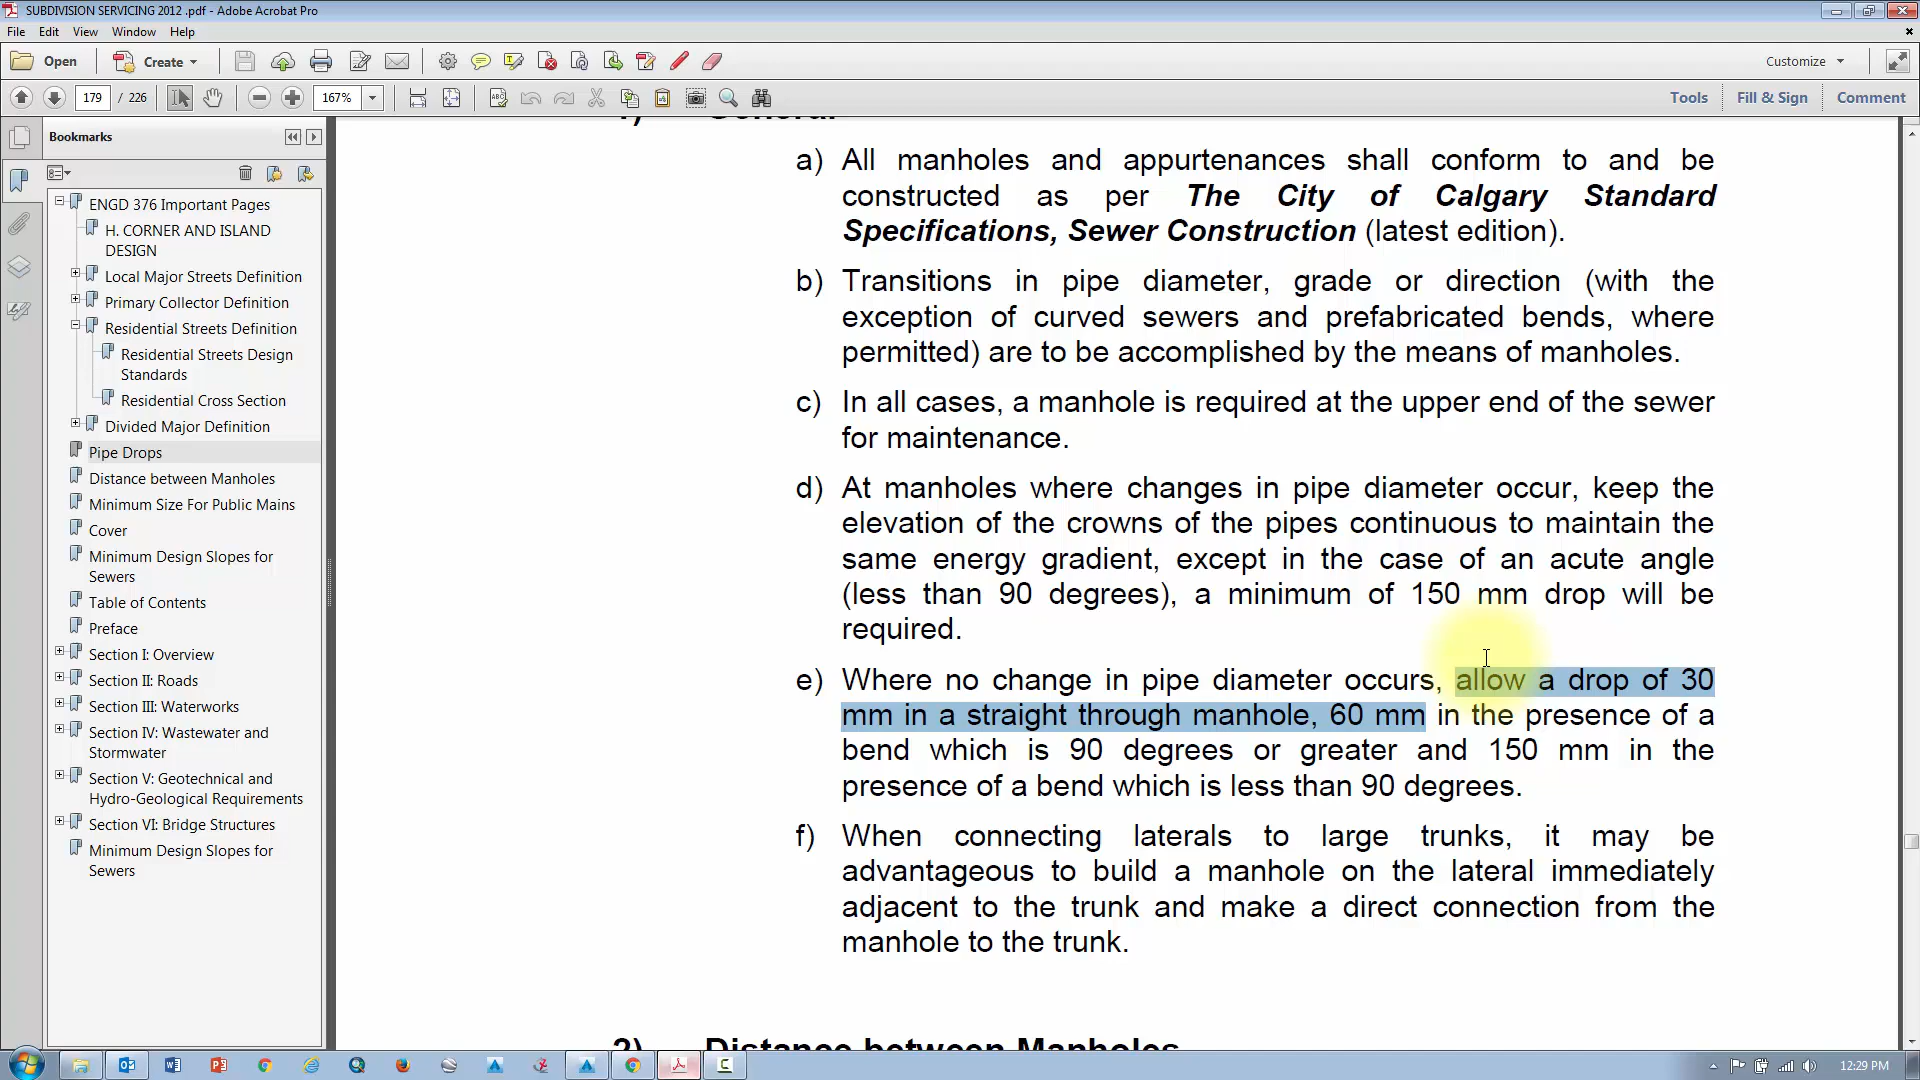 SUBDIVISION SERVICING 2012 .pdf - Adobe Acrobat Pro
File Edit View Window Help
Open Create Customize
179 / 226 167% Tools Fill & Sign Comment
Bookmarks
ENGD 376 Important Pages
H. CORNER AND ISLAND
DESIGN
Local Major Streets Definition
Primary Collector Definition
Residential Streets Definition
Residential Streets Design
Standards
Residential Cross Section
Divided Major Definition
Pipe Drops
Distance between Manholes
Minimum Size For Public Mains
Cover
Minimum Design Slopes for
Sewers
Table of Contents
Preface
Section I: Overview
Section II: Roads
Section III: Waterworks
Section IV: Wastewater and
Stormwater
Section V: Geotechnical and
Hydro-Geological Requirements
Section VI: Bridge Structures
Minimum Design Slopes for
Sewers
1) General
a) All manholes and appurtenances shall conform to and be
constructed as per The City of Calgary Standard
Specifications, Sewer Construction (latest edition).
b) Transitions in pipe diameter, grade or direction (with the
exception of curved sewers and prefabricated bends, where
permitted) are to be accomplished by the means of manholes.
c) In all cases, a manhole is required at the upper end of the sewer
for maintenance.
d) At manholes where changes in pipe diameter occur, keep the
elevation of the crowns of the pipes continuous to maintain the
same energy gradient, except in the case of an acute angle
(less than 90 degrees), a minimum of 150 mm drop will be
required.
e) Where no change in pipe diameter occurs, allow a drop of 30
mm in a straight through manhole, 60 mm in the presence of a
bend which is 90 degrees or greater and 150 mm in the
presence of a bend which is less than 90 degrees.
f) When connecting laterals to large trunks, it may be
advantageous to build a manhole on the lateral immediately
adjacent to the trunk and make a direct connection from the
manhole to the trunk.
2) Distance between Manholes
12:29 PM